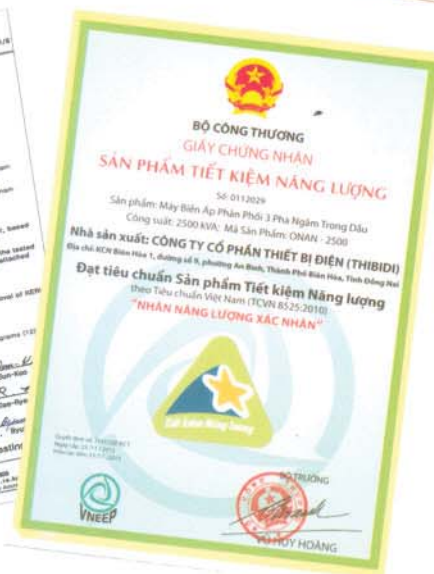 BỘ CÔNG THƯƠNG
GIẤY CHỨNG NHẬN
SẢN PHẨM TIẾT KIỆM NĂNG LƯỢNG
Số: 0112029
Sản phẩm: Máy Biến Áp Phân Phối 3 Pha Ngâm Trong Dầu
Công suất: 2500 KVA; Mã Sản Phẩm: ONAN - 2500
Nhà sản xuất: CÔNG TY CỔ PHẦN THIẾT BỊ ĐIỆN (THIBIDI)
Địa chỉ: KCN Biên Hòa 1, đường số 9, phường An Bình, Thành Phố Biên Hòa, Tỉnh Đồng Nai
Đạt tiêu chuẩn Sản phẩm Tiết kiệm Năng lượng
theo Tiêu chuẩn Việt Nam (TCVN 8525:2010)
"NHÃN NĂNG LƯỢNG XÁC NHẬN"
Tiết kiệm Năng lượng
BỘ TRƯỞNG
VNEEP
VŨ HUY HOÀNG
, based
the tested
attached